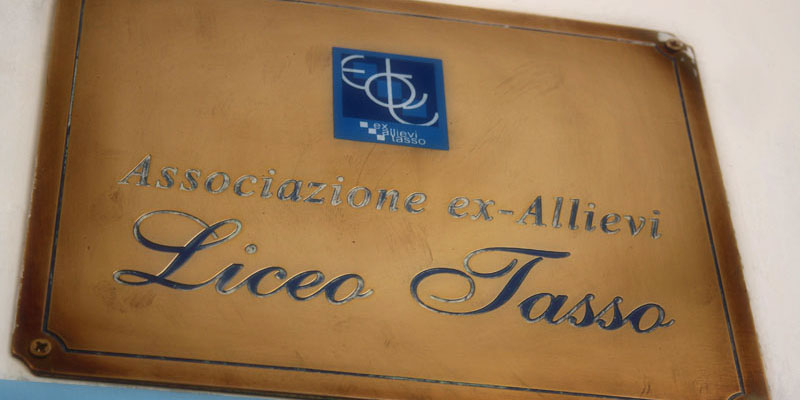 ex
allievi
tasso
Associazione ex-Allievi
Liceo Tasso